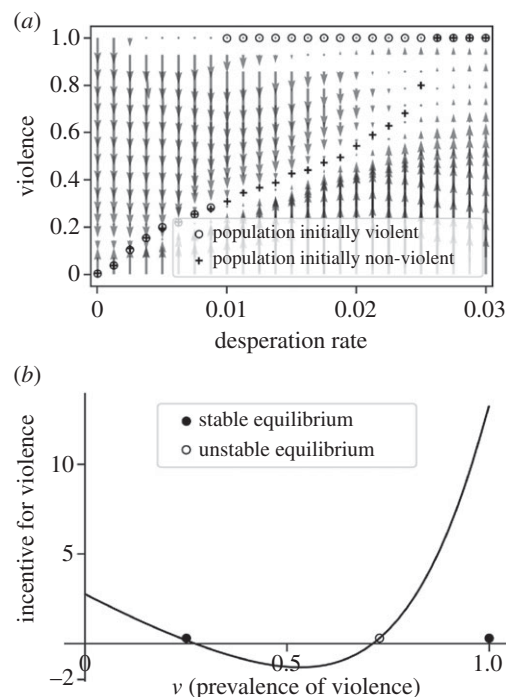 (a)
1.0
0.8
0.6
0.4
0.2
0
violence
population initially violent
population initially non-violent
0 0.01 0.02 0.03
desperation rate
(b)
10
5
−2
incentive for violence
stable equilibrium
unstable equilibrium
0 0.5 1.0
v (prevalence of violence)